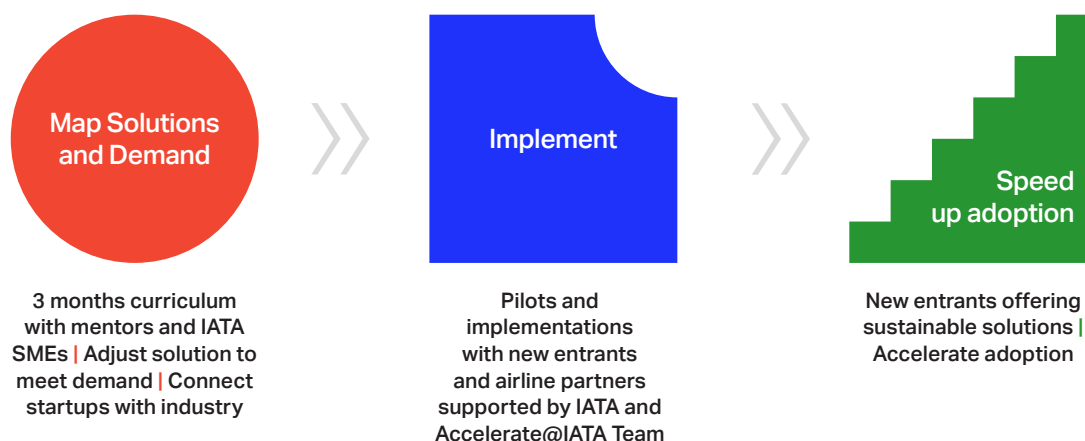 Map Solutions
and Demand
3 months curriculum
with mentors and IATA
SMEs | Adjust solution to
meet demand | Connect
startups with industry
Implement
Pilots and
implementations
with new entrants
and airline partners
supported by IATA and
Accelerate@IATA Team
Speed
up adoption
New entrants offering
sustainable solutions |
Accelerate adoption